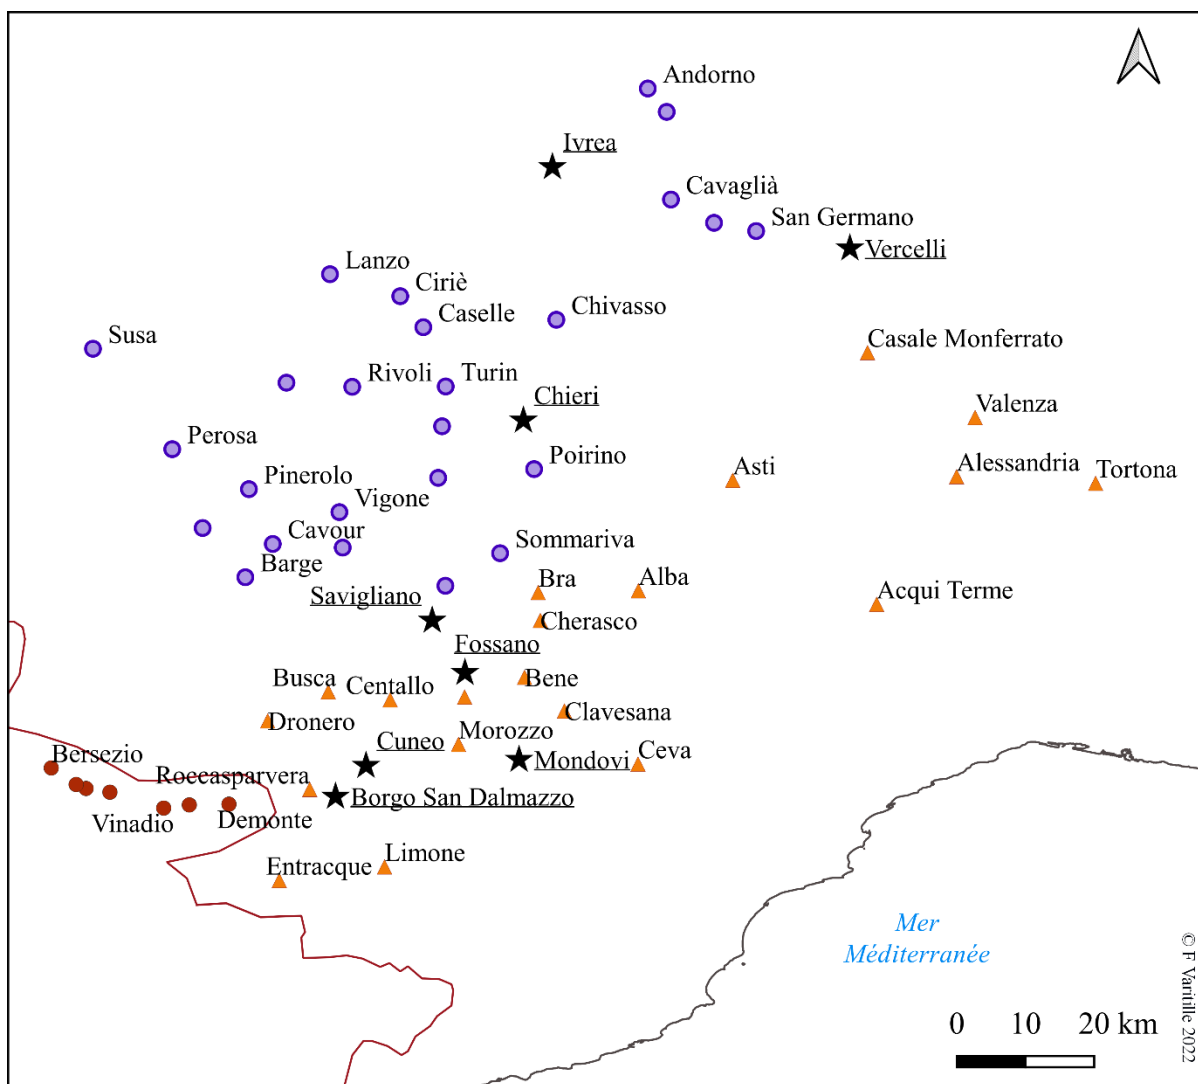 Andorno
Ivrea
Cavaglià
San Germano
Vercelli
Lanzo
Ciriè
Caselle
Chivasso
Susa
Casale Monferrato
Rivoli
Turin
Chieri
Valenza
Perosa
Poirino
Asti
Alessandria
Tortona
Pinerolo
Vigone
Cavour
Sommariva
Barge
Bra
Alba
Savigliano
Acqui Terme
Cherasco
Fossano
Busca
Centallo
Bene
Dronero
Clavesana
Morozzo
Cuneo
Bersezio
Mondovi
Ceva
Roccasparvera
Borgo San Dalmazzo
Vinadio
Demonte
Entracque
Limone
Mer
Méditerranée
0 10 20 km
© F Varitille 2022